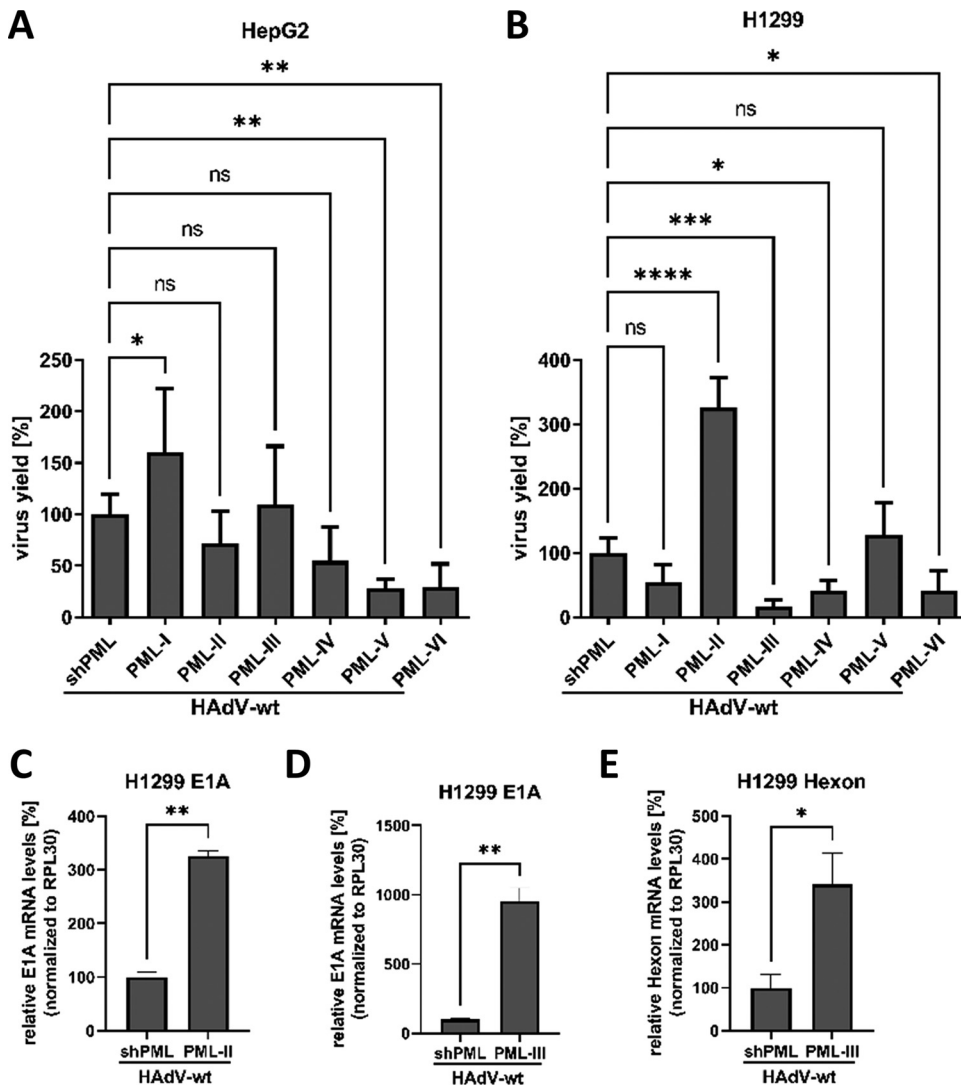 A
HepG2
**
**
ns
ns
ns
*
virus yield [%]
250
200
150
100
50
0
shPML
PML-I
PML-II
PML-III
PML-IV
PML-V
PML-VI
HAdV-wt
B
H1299
*
ns
*
***
****
ns
virus yield [%]
400
300
200
100
0
shPML
PML-I
PML-II
PML-III
PML-IV
PML-V
PML-VI
HAdV-wt
C
H1299 E1A
**
relative E1A mRNA levels [%]
(normalized to RPL30)
400
300
200
100
0
shPML PML-II
HAdV-wt
D
H1299 E1A
**
relative E1A mRNA levels [%]
(normalized to RPL30)
1500
1000
500
0
shPML PML-III
HAdV-wt
E
H1299 Hexon
*
relative Hexon mRNA levels [%]
(normalized to RPL30)
500
400
300
200
100
0
shPML PML-III
HAdV-wt